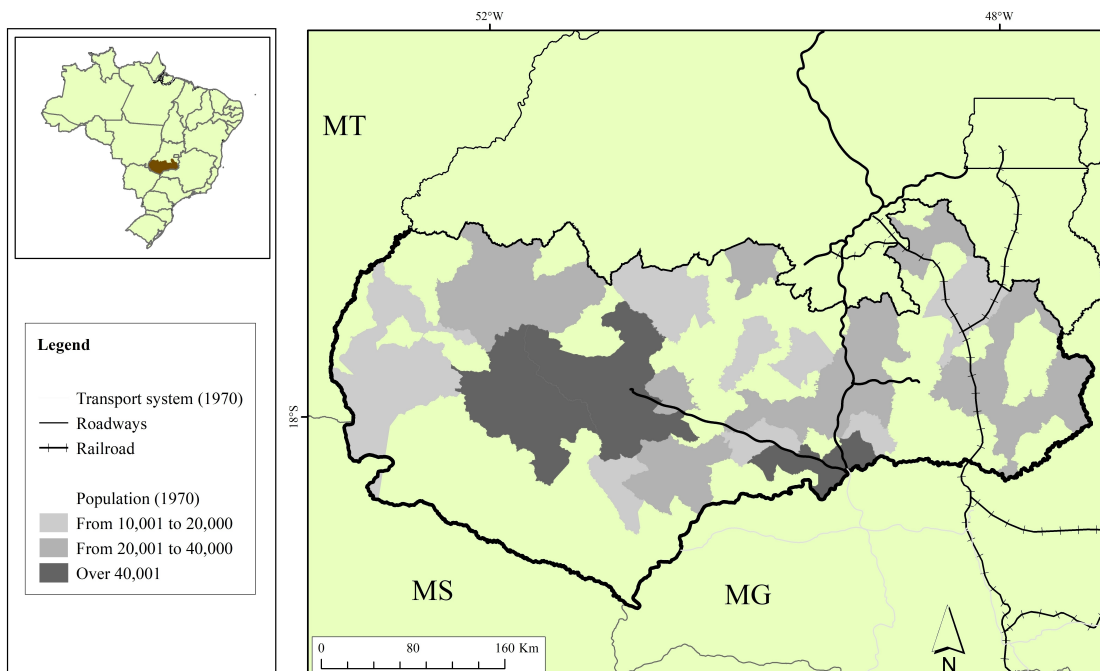 52°W
48°W
MT
18°S
Legend
Transport system (1970)
Roadways
Railroad
Population (1970)
From 10,001 to 20,000
From 20,001 to 40,000
Over 40,001
MS
MG
0 80 160 Km
N